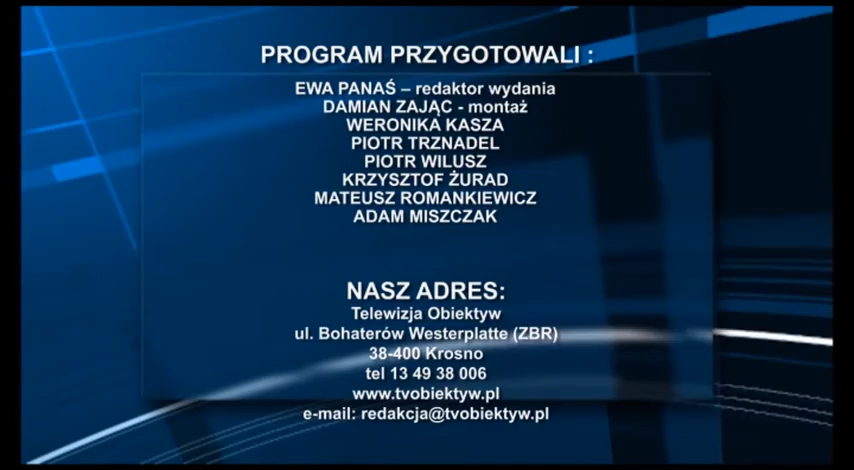 PROGRAM PRZYGOTOWALI :
EWA PANAŚ – redaktor wydania
DAMIAN ZAJĄC - montaż
WERONIKA KASZA
PIOTR TRZNADEL
PIOTR WILUSZ
KRZYSZTOF ŻURAD
MATEUSZ ROMANKIEWICZ
ADAM MISZCZAK
NASZ ADRES:
Telewizja Obiektyw
ul. Bohaterów Westerplatte (ZBR)
38-400 Krosno
tel 13 49 38 006
www.tvobiektyw.pl
e-mail: redakcja@tvobiektyw.pl